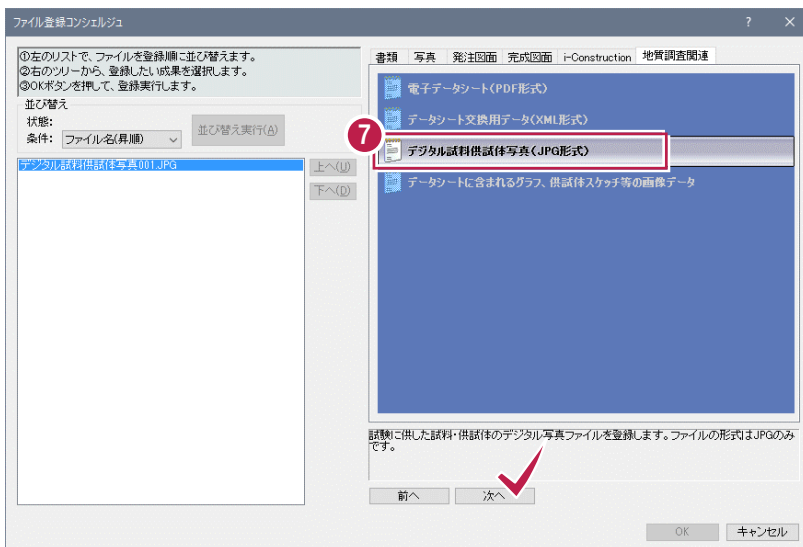 ファイル登録コンシェルジュ
①左のリストで、ファイルを登録順に並び替えます。
②右のツリーから、登録したい成果を選択します。
③OKボタンを押して、登録実行します。
並び替え
状態:
条件: ファイル名(昇順)
並び替え実行(A)
デジタル試料供試体写真001.JPG
上へ(U)
下へ(D)
書類 写真 発注図面 完成図面 i-Construction 地質調査関連
電子データシート(PDF形式)
データシート交換用データ(XML形式)
7
デジタル試料供試体写真(JPG形式)
データシートに含まれるグラフ、供試体スケッチ等の画像データ
試験に供した試料・供試体のデジタル写真ファイルを登録します。ファイルの形式はJPGのみ
です。
前へ 次へ
OK キャンセル